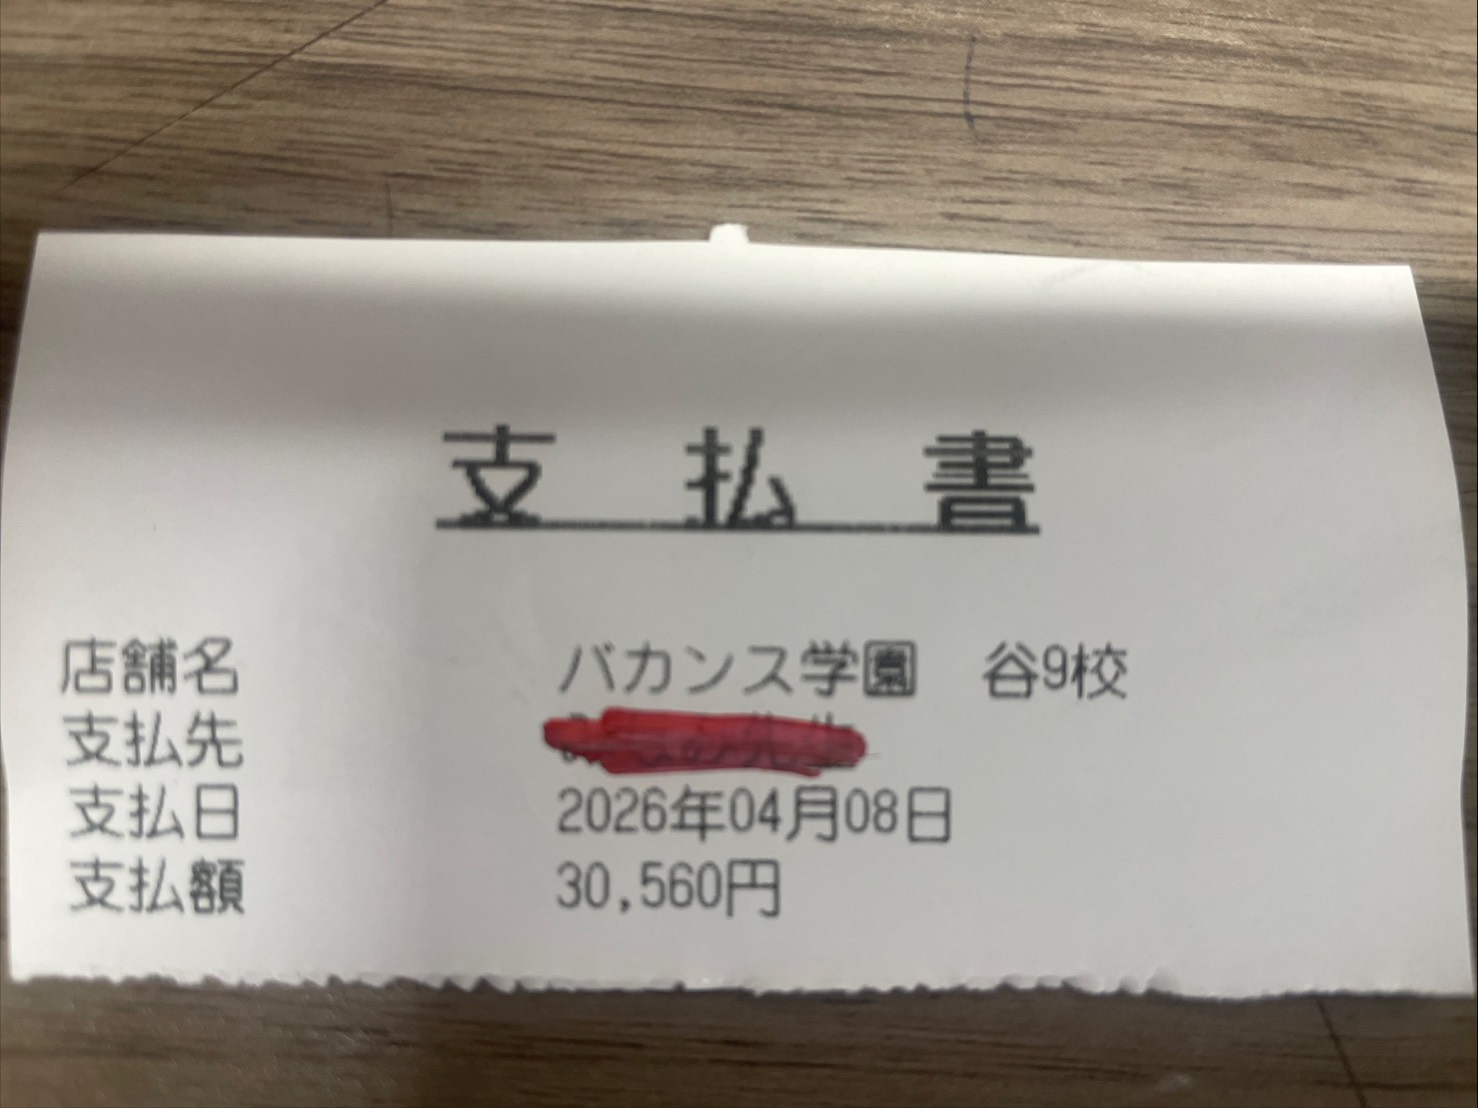 支払書
店舗名 バカンス学園 谷9校
支払先
支払日 2026年04月08日
支払額 30,560円